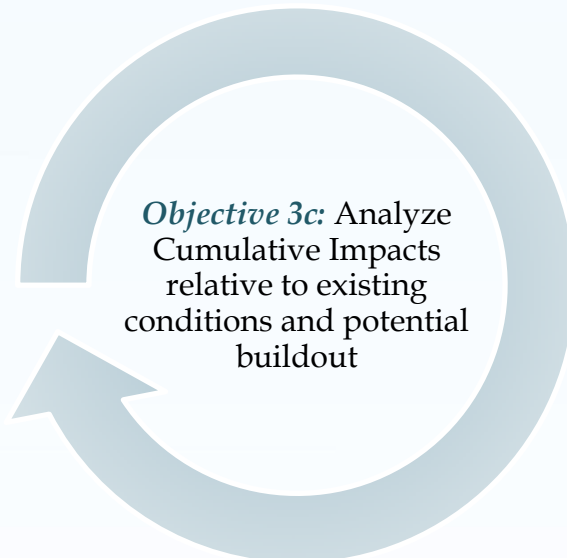 Objective 3c: Analyze
Cumulative Impacts
relative to existing
conditions and potential
buildout